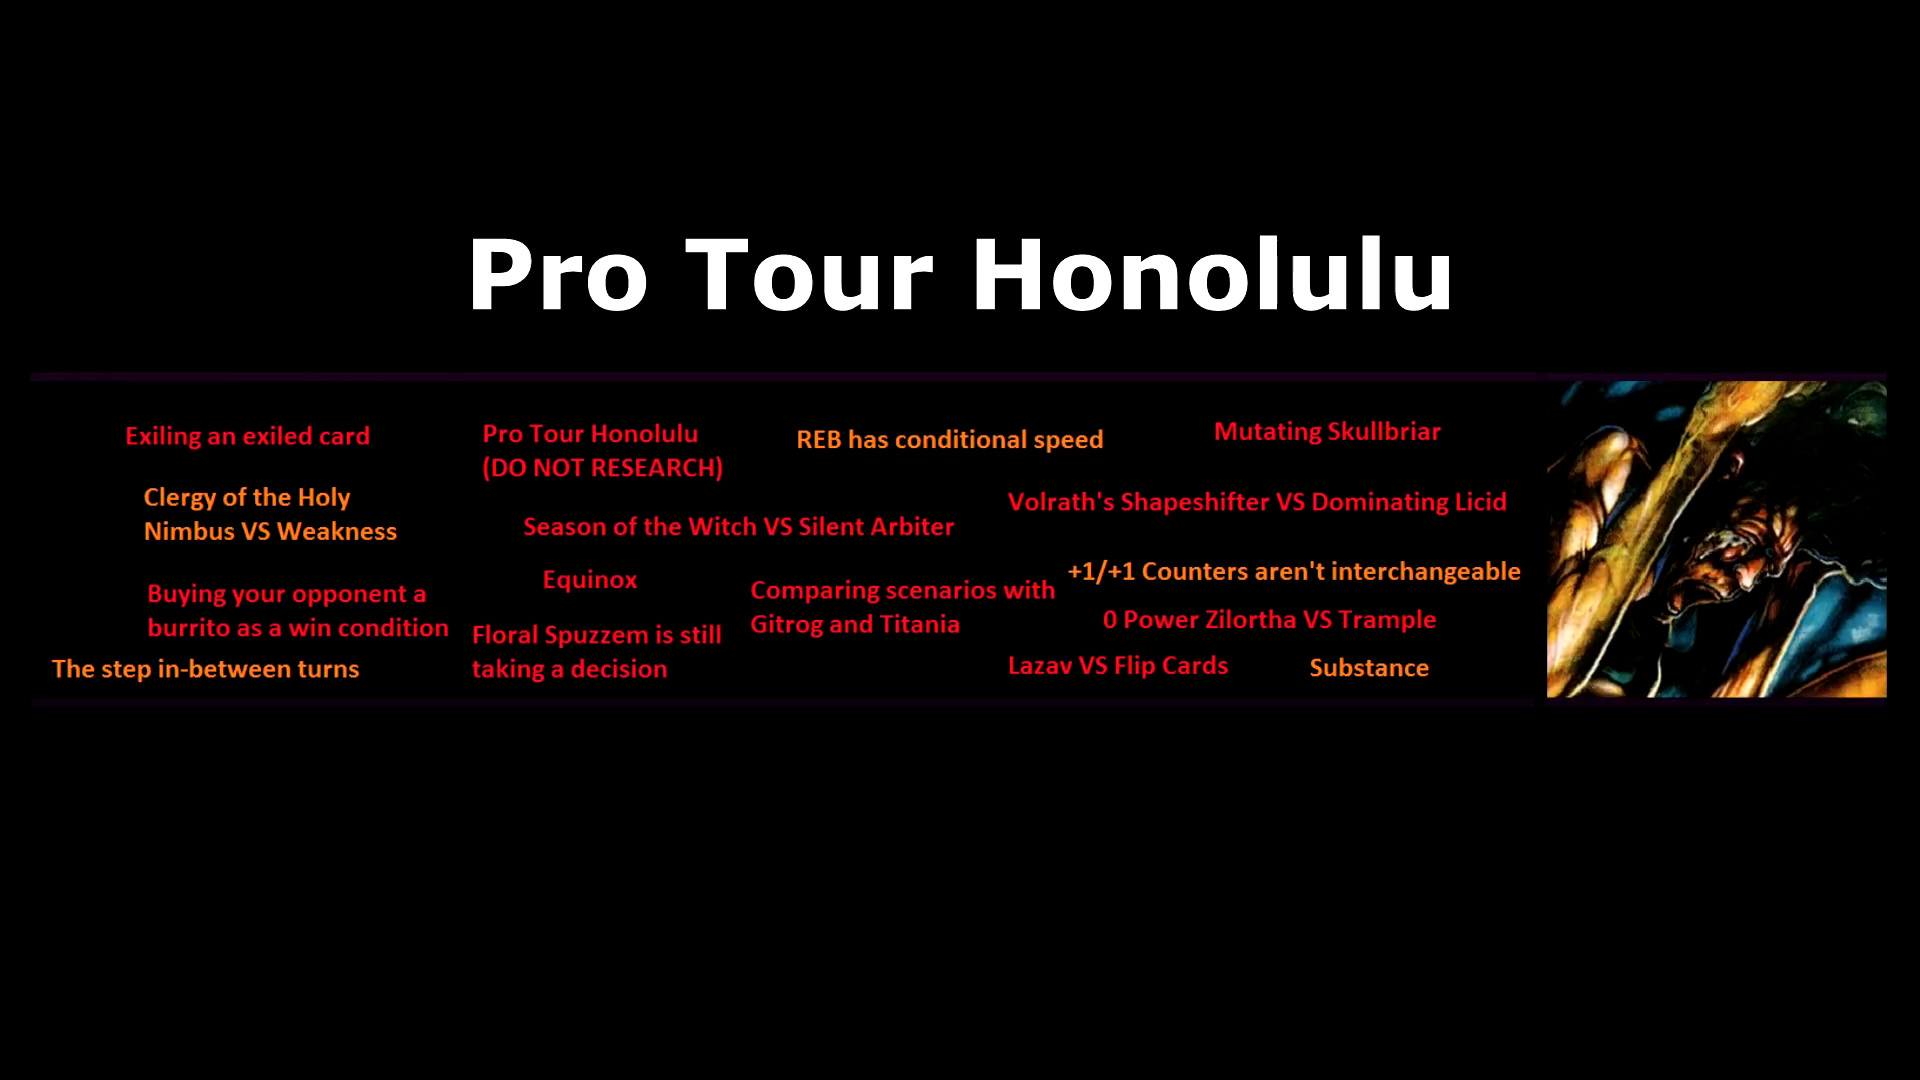 Pro Tour Honolulu
Exiling an exiled card
Pro Tour Honolulu
(DO NOT RESEARCH)
REB has conditional speed
Mutating Skullbriar
Clergy of the Holy
Nimbus VS Weakness
Season of the Witch VS Silent Arbiter
Volrath's Shapeshifter VS Dominating Licid
Buying your opponent a
burrito as a win condition
Equinox
Comparing scenarios with
Gitrog and Titania
+1/+1 Counters aren't interchangeable
0 Power Zilortha VS Trample
The step in-between turns
Floral Spuzzem is still
taking a decision
Lazav VS Flip Cards
Substance